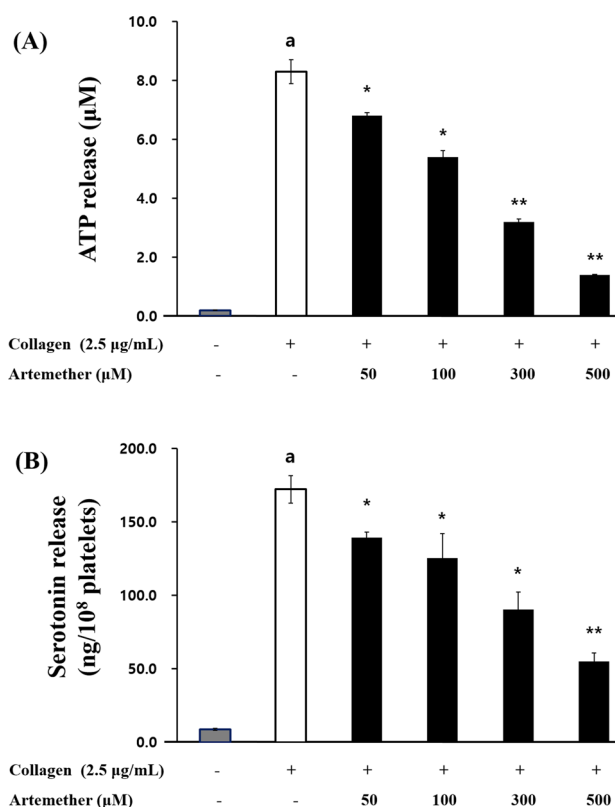 (A)
ATP release (µM)
10.0
8.0
6.0
4.0
2.0
0.0
a
*
*
**
**
Collagen (2.5 µg/mL) - + + + + +
Artemether (µM) - - 50 100 300 500
(B)
Serotonin release
(ng/10⁸ platelets)
200.0
150.0
100.0
50.0
0.0
a
*
*
*
**
Collagen (2.5 µg/mL) - + + + + +
Artemether (µM) - - 50 100 300 500